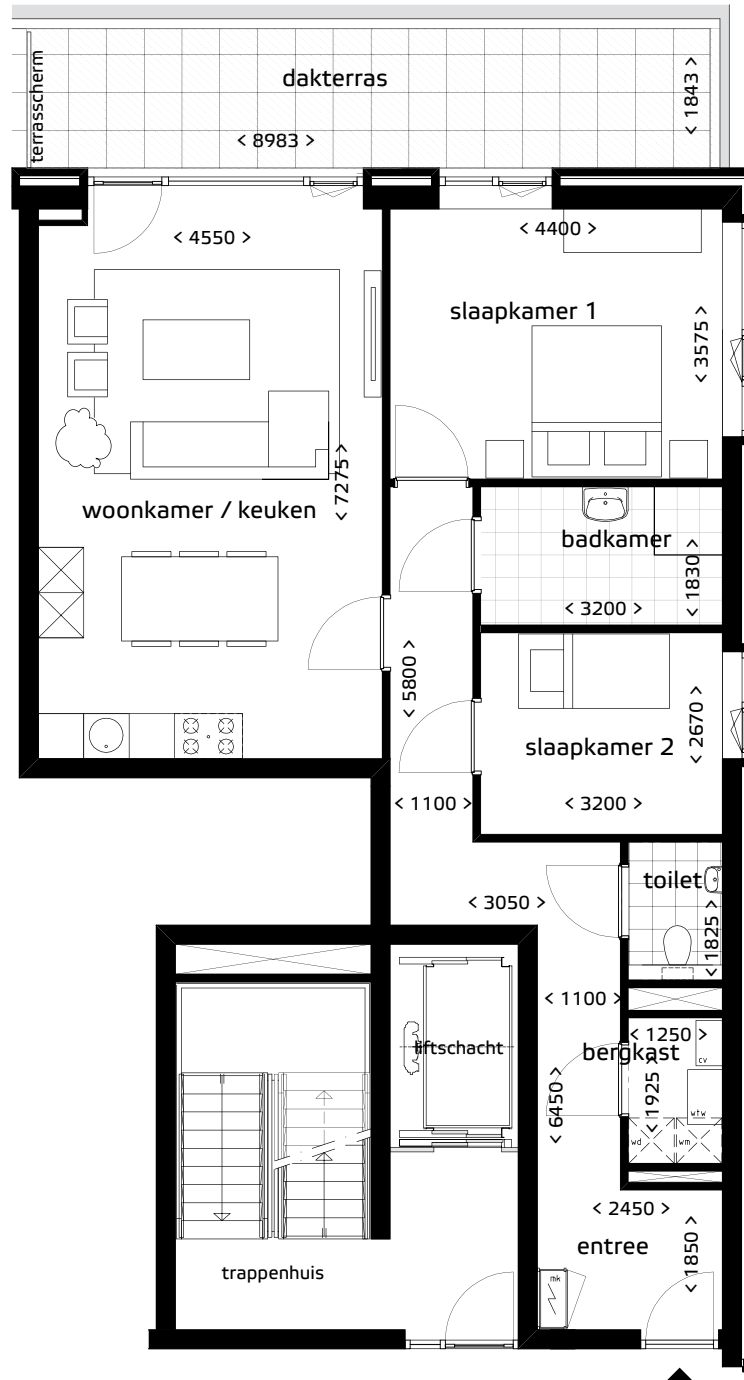 dakterras
terrasscherm
< 1843 >
< 8983 >
< 4550 >
< 4400 >
slaapkamer 1
< 3575 >
< 7275 >
woonkamer / keuken
badkamer
< 1830 >
< 3200 >
< 5800 >
< 2670 >
slaapkamer 2
< 1100 >
< 3200 >
toilet
< 3050 >
< 1825 >
< 1100 >
< 1250 >
liftschacht
bergkast
cv
< 1925 >
< 6450 >
wtw
wd
wm
< 2450 >
entree
< 1850 >
trappenhuis
mk